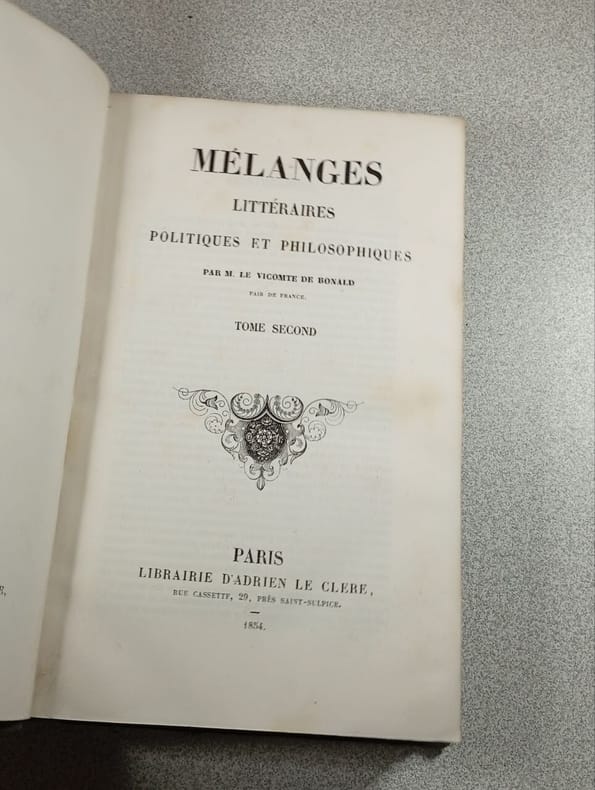 MÉLANGES
LITTÉRAIRES
POLITIQUES ET PHILOSOPHIQUES
PAR M. LE VICOMTE DE BONALD
PAIR DE FRANCE.
TOME SECOND
PARIS
LIBRAIRIE D'ADRIEN LE CLERE,
RUE CASSETTE, 29, PRÈS SAINT-SULPICE.
1854.